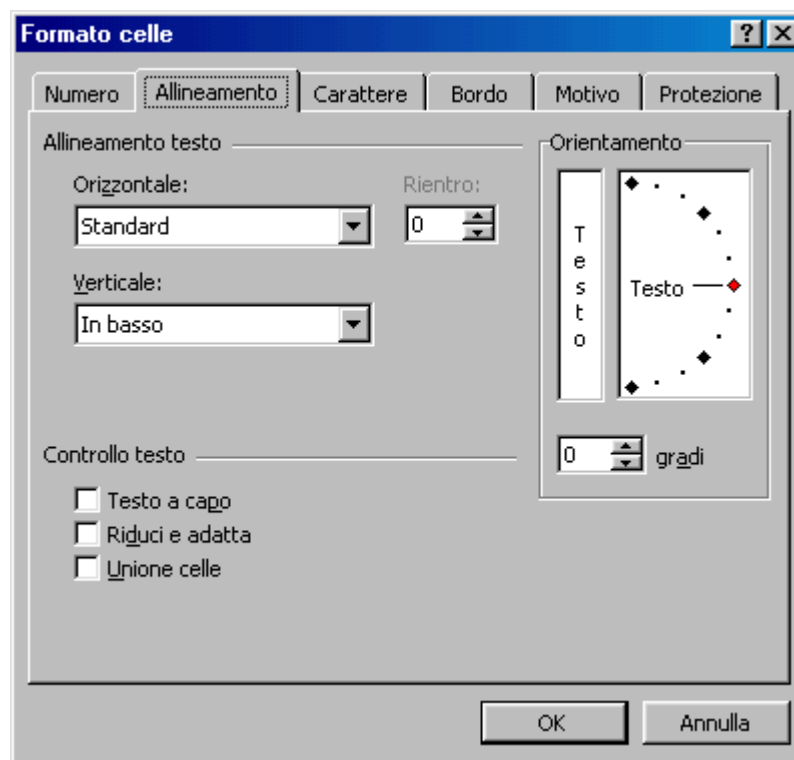 Formato celle
Numero Allineamento Carattere Bordo Motivo Protezione
Allineamento testo
Orizzontale:
Rientro:
Standard
0
Verticale:
In basso
Orientamento
T
e
s
t
o
Testo
0 gradi
Controllo testo
Testo a capo
Riduci e adatta
Unione celle
OK
Annulla